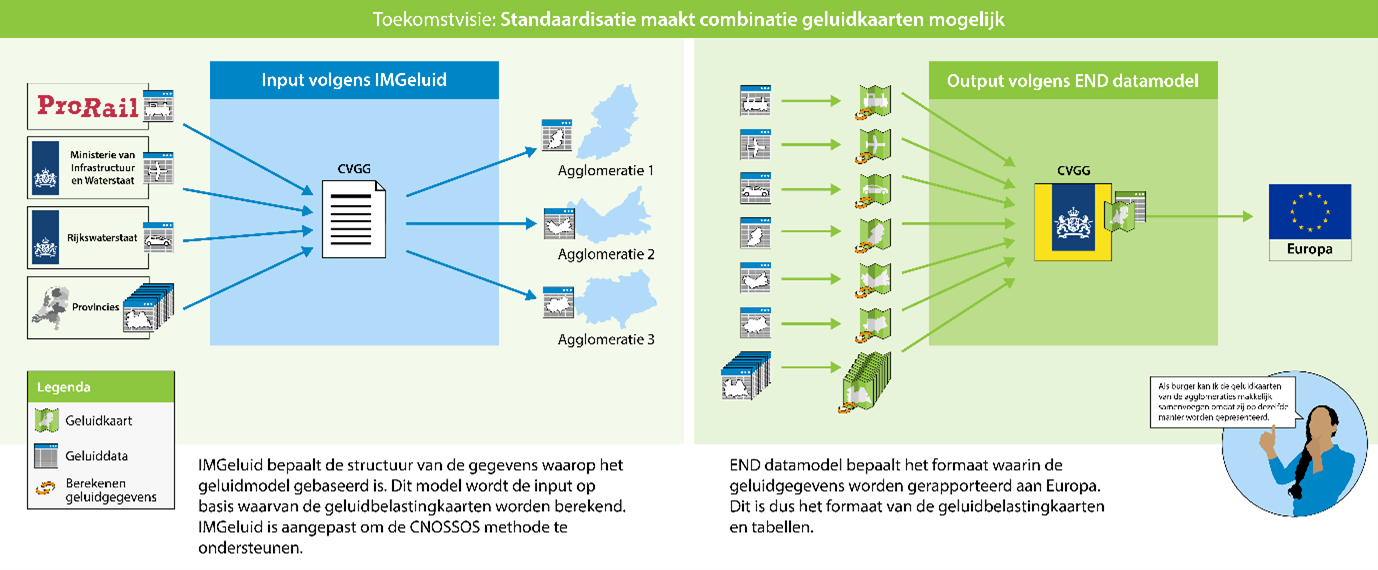 Toekomstvisie: Standaardisatie maakt combinatie geluidkaarten mogelijk
Input volgens IMGeluid
ProRail
Ministerie van
Infrastructuur
en Waterstaat
Rijkswaterstaat
Provincies
CVGG
Agglomeratie 1
Agglomeratie 2
Agglomeratie 3
Legenda
Geluidkaart
Geluiddata
Berekenen
geluidgegevens
IMGeluid bepaalt de structuur van de gegevens waarop het
geluidmodel gebaseerd is. Dit model wordt de input op
basis waarvan de geluidbelastingkaarten worden berekend.
IMGeluid is aangepast om de CNOSSOS methode te
ondersteunen.
Output volgens END datamodel
CVGG
Europa
Als burger kan ik de geluidkaarten
van de agglomeraties makkelijk
samenvoegen omdat zij op dezelfde
manier worden gepresenteerd.
END datamodel bepaalt het formaat waarin de
geluidgegevens worden gerapporteerd aan Europa.
Dit is dus het formaat van de geluidbelastingkaarten
en tabellen.